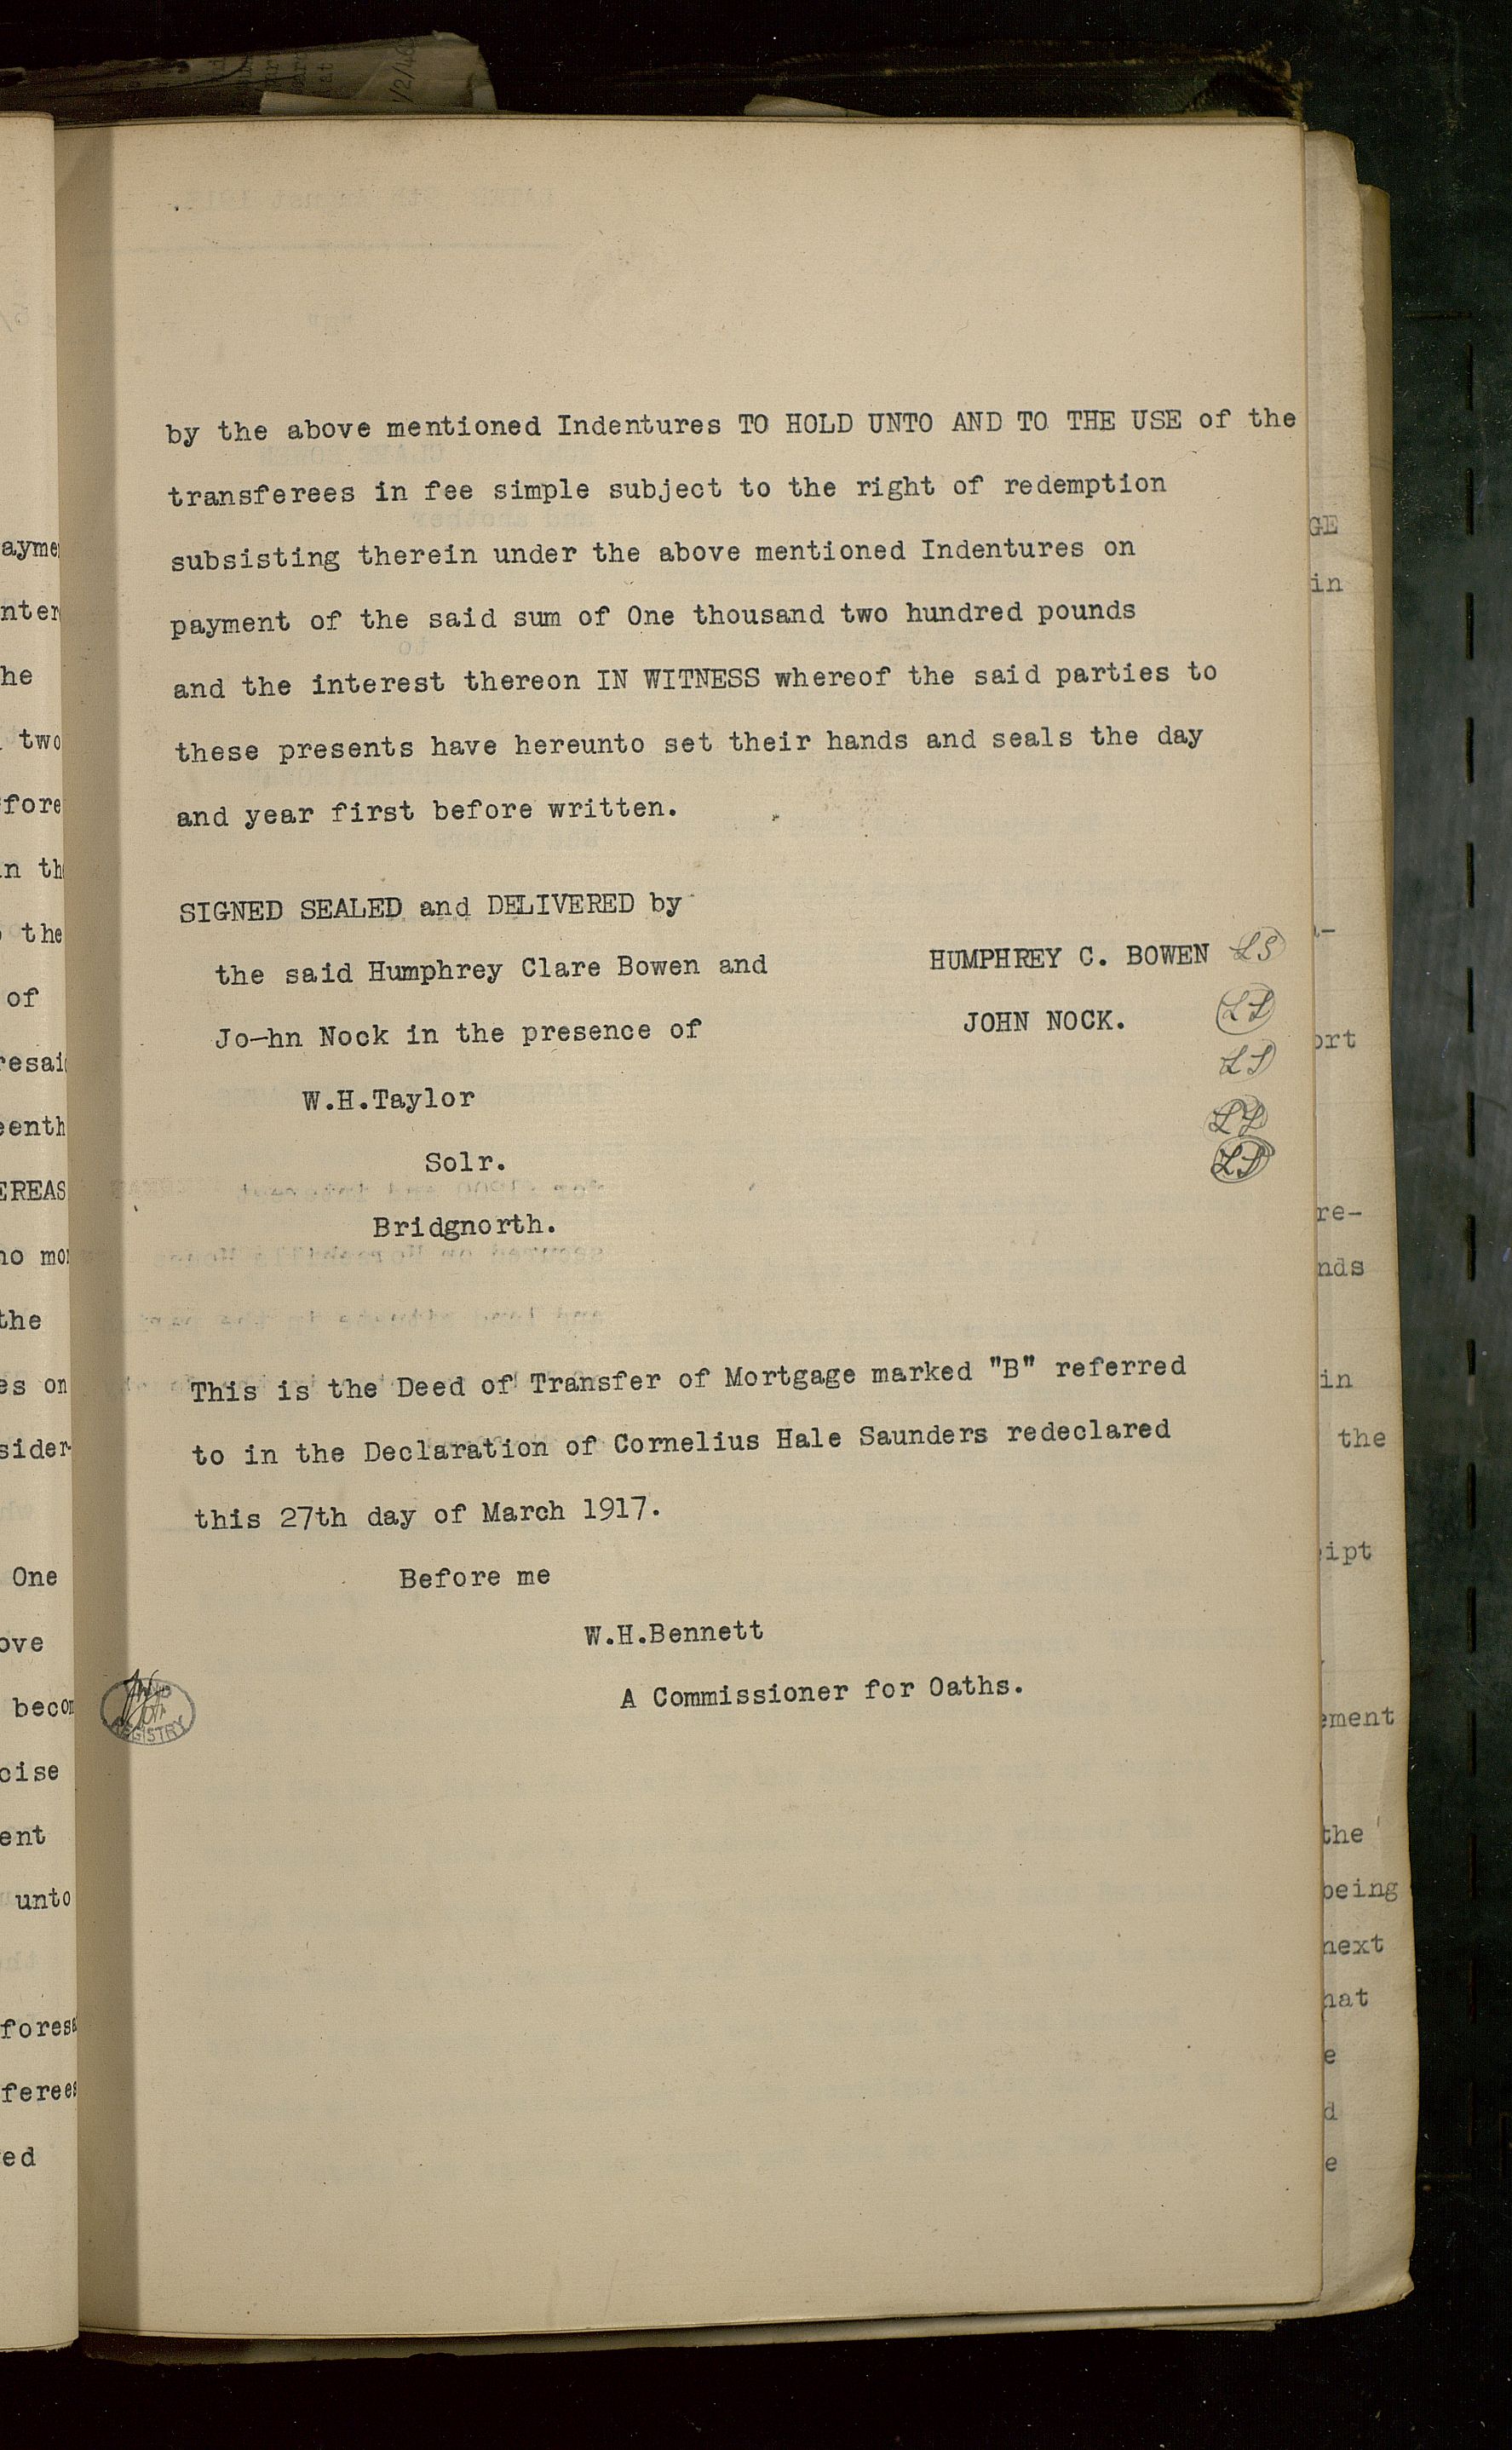 by the above mentioned Indentures TO HOLD UNTO AND TO THE USE of the
transferees in fee simple subject to the right of redemption
subsisting therein under the above mentioned Indentures on
payment of the said sum of One thousand two hundred pounds
and the interest thereon IN WITNESS whereof the said parties to
these presents have hereunto set their hands and seals the day
and year first before written.
SIGNED SEALED and DELIVERED by
the said Humphrey Clare Bowen and
HUMPHREY C. BOWEN LS
Jo-hn Nock in the presence of
JOHN NOCK. LS
LS
W.H.Taylor
LS
Solr.
LS
Bridgnorth.
This is the Deed of Transfer of Mortgage marked "B" referred
to in the Declaration of Cornelius Hale Saunders redeclared
this 27th day of March 1917.
Before me
W.H.Bennett
A Commissioner for Oaths.
REGISTRY